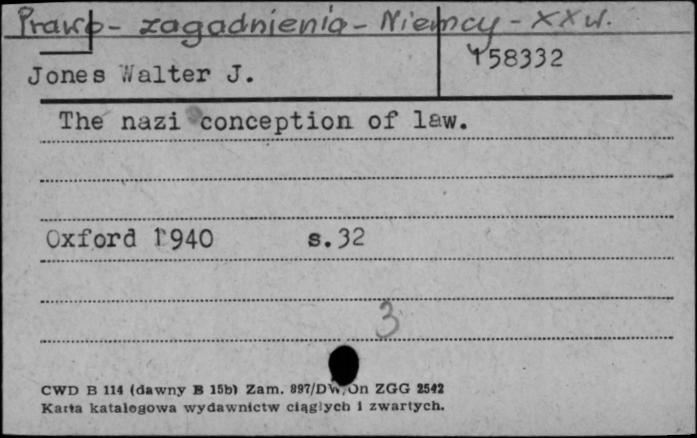 Prawo - zagadnienia - Niemcy - XX w.
Jones Walter J.
Y58332
The nazi conception of law.
Oxford 1940 s.32
3
CWD B 114 (dawny B 15b) Zam. 897/DW/On ZGG 2542
Karta katalogowa wydawnictw ciągłych i zwartych.